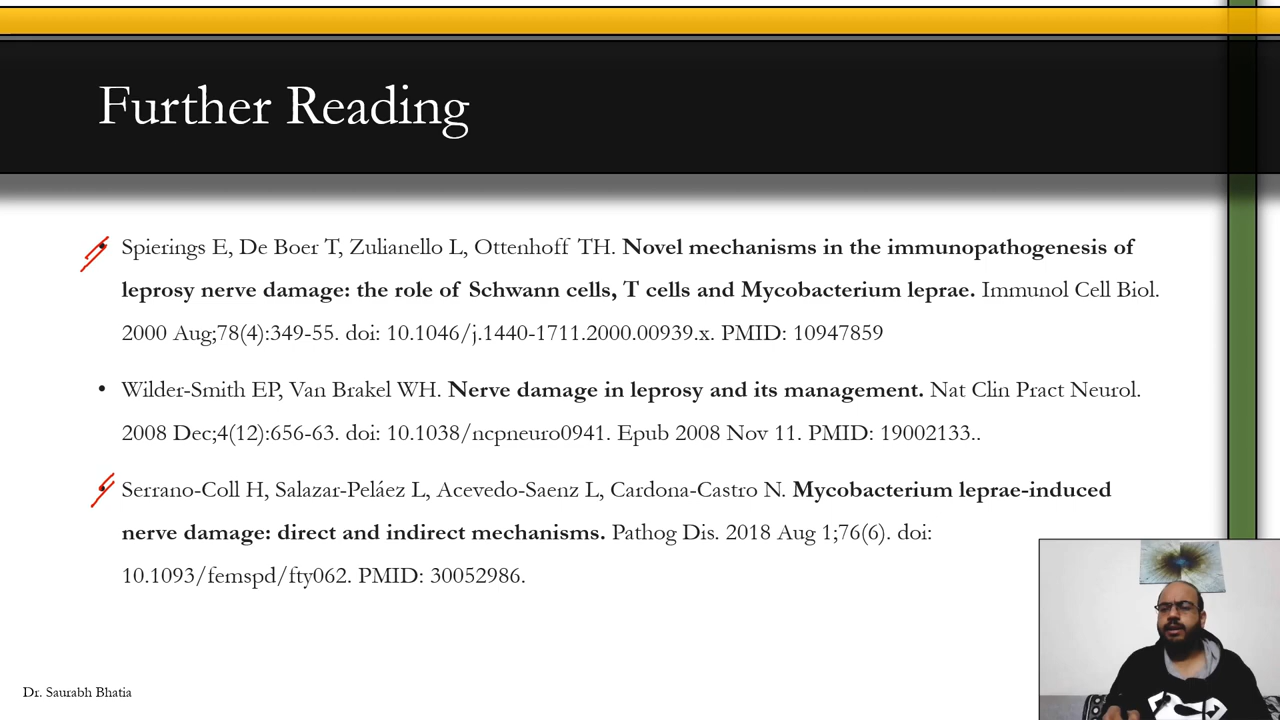 Further Reading
• Spierings E, De Boer T, Zulianello L, Ottenhoff TH. Novel mechanisms in the immunopathogenesis of
leprosy nerve damage: the role of Schwann cells, T cells and Mycobacterium leprae. Immunol Cell Biol.
2000 Aug;78(4):349-55. doi: 10.1046/j.1440-1711.2000.00939.x. PMID: 10947859
• Wilder-Smith EP, Van Brakel WH. Nerve damage in leprosy and its management. Nat Clin Pract Neurol.
2008 Dec;4(12):656-63. doi: 10.1038/ncpneuro0941. Epub 2008 Nov 11. PMID: 19002133..
• Serrano-Coll H, Salazar-Peláez L, Acevedo-Saenz L, Cardona-Castro N. Mycobacterium leprae-induced
nerve damage: direct and indirect mechanisms. Pathog Dis. 2018 Aug 1;76(6). doi:
10.1093/femspd/fty062. PMID: 30052986.
Dr. Saurabh Bhatia